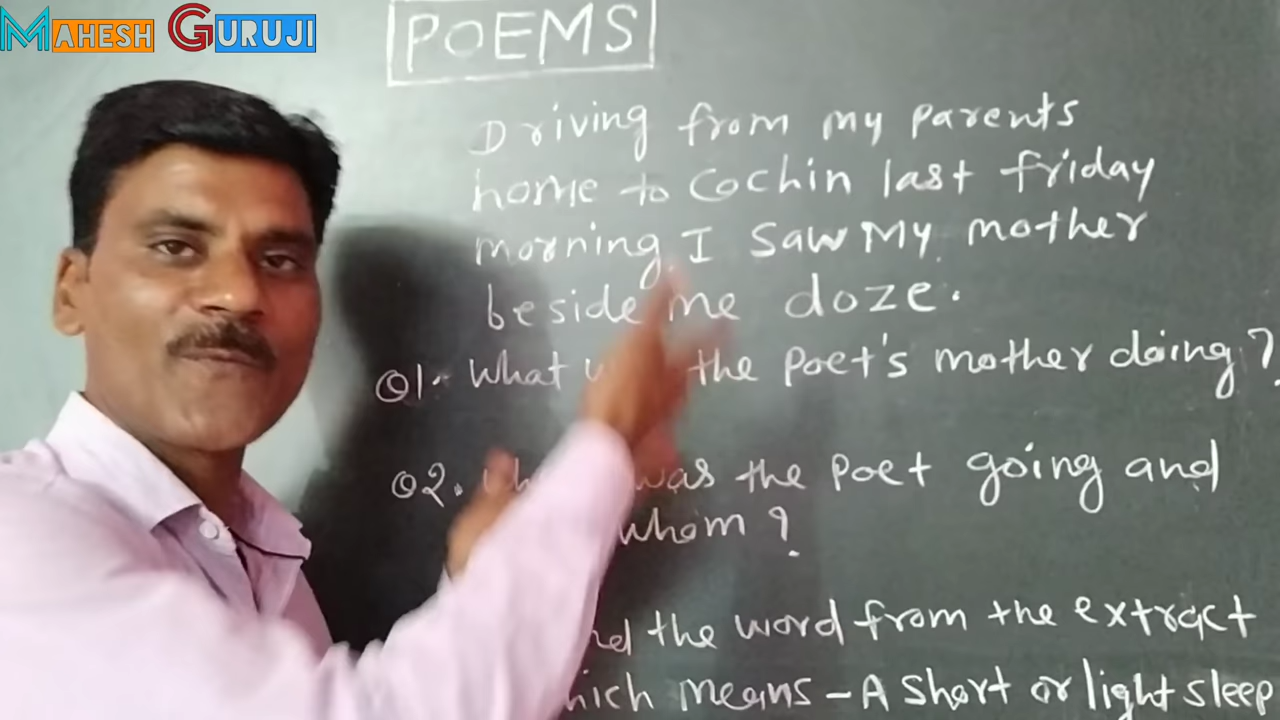 MAHESH GURUJI
POEMS
Driving from my parents
home to Cochin last friday
morning, I saw My mother
beside me doze.
Q1. What the poet's mother doing?
Q2. was the Poet going and
whom?
the word from the extract
means - A short or light sleep